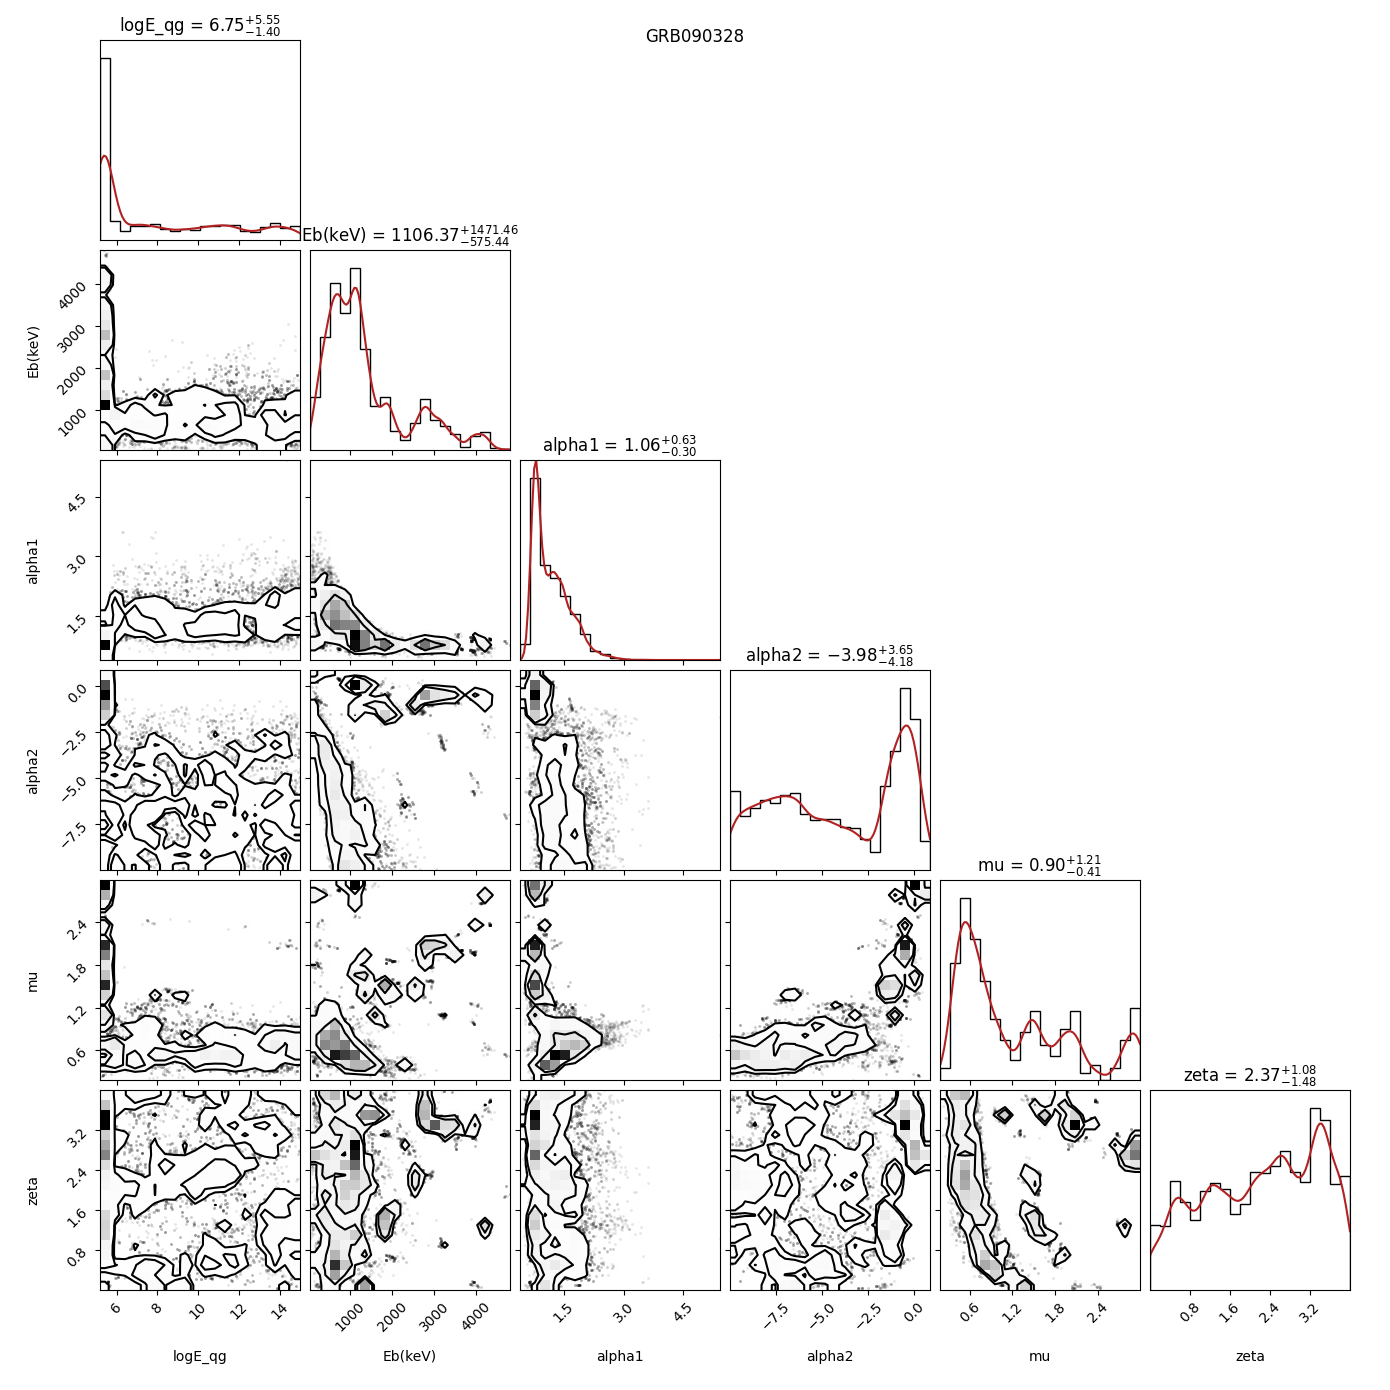 GRB090328
logE_qg = 6.75 +5.55 −1.40
Eb(keV) = 1106.37 +1471.46 −575.44
4000
3000
2000
1000
Eb(keV)
alpha1 = 1.06 +0.63 −0.30
4.5
3.0
1.5
alpha1
alpha2 = −3.98 +3.65 −4.18
0.0
−2.5
−5.0
−7.5
alpha2
mu = 0.90 +1.21 −0.41
2.4
1.8
1.2
0.6
mu
zeta = 2.37 +1.08 −1.48
3.2
2.4
1.6
0.8
zeta
6 8 10 12 14 1000 2000 3000 4000 1.5 3.0 4.5 −7.5 −5.0 −2.5 0.0 0.6 1.2 1.8 2.4 0.8 1.6 2.4 3.2
logE_qg Eb(keV) alpha1 alpha2 mu zeta